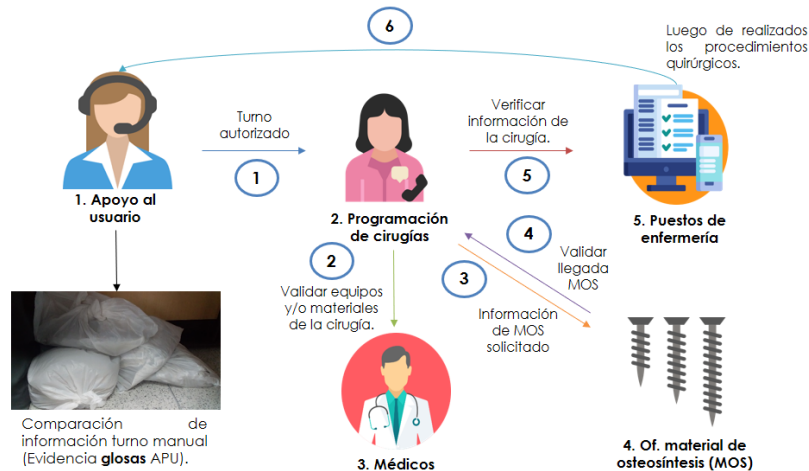 6
Luego de realizados
los procedimientos
quirúrgicos.
Turno
autorizado
1
Verificar
información de
la cirugía.
5
1. Apoyo al
usuario
2. Programación
de cirugías
5. Puestos de
enfermería
2
Validar equipos
y/o materiales
de la cirugía.
4
Validar
llegada
MOS
3
Información
de MOS
solicitado
Comparación de
información turno manual
(Evidencia glosas APU).
3. Médicos
4. Of. material de
osteosíntesis (MOS)